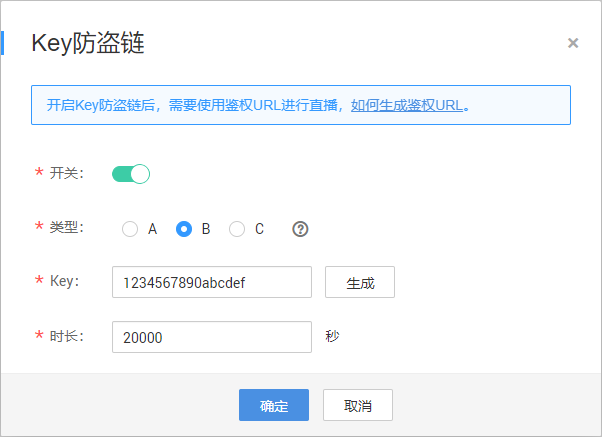 Key防盗链
开启Key防盗链后，需要使用鉴权URL进行直播，如何生成鉴权URL。
* 开关：
* 类型： A B C ?
* Key： 1234567890abcdef 生成
* 时长： 20000 秒
确定 取消